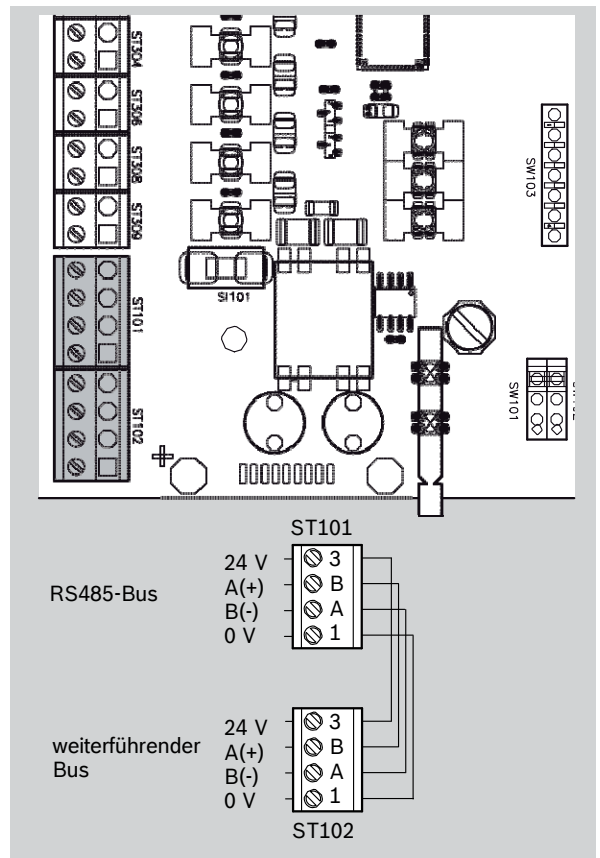 ST304
ST306
ST308
ST309
SI101
ST101
ST102
SW103
SW101
ST101
RS485-Bus
24 V
A(+)
B(-)
0 V
3
B
A
1
weiterführender
Bus
24 V
A(+)
B(-)
0 V
3
B
A
1
ST102